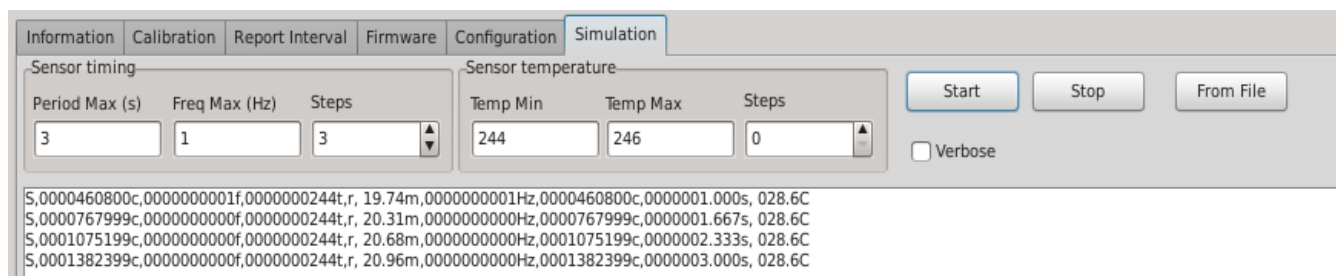 Information Calibration Report Interval Firmware Configuration Simulation
Sensor timing
Period Max (s) Freq Max (Hz) Steps
3 1 3
Sensor temperature
Temp Min Temp Max Steps
244 246 0
Start Stop From File
Verbose
S,0000460800c,0000000001f,0000000244t,r, 19.74m,0000000001Hz,0000460800c,0000001.000s, 028.6C
S,0000767999c,0000000000f,0000000244t,r, 20.31m,0000000000Hz,0000767999c,0000001.667s, 028.6C
S,0001075199c,0000000000f,0000000244t,r, 20.68m,0000000000Hz,0001075199c,0000002.333s, 028.6C
S,0001382399c,0000000000f,0000000244t,r, 20.96m,0000000000Hz,0001382399c,0000003.000s, 028.6C